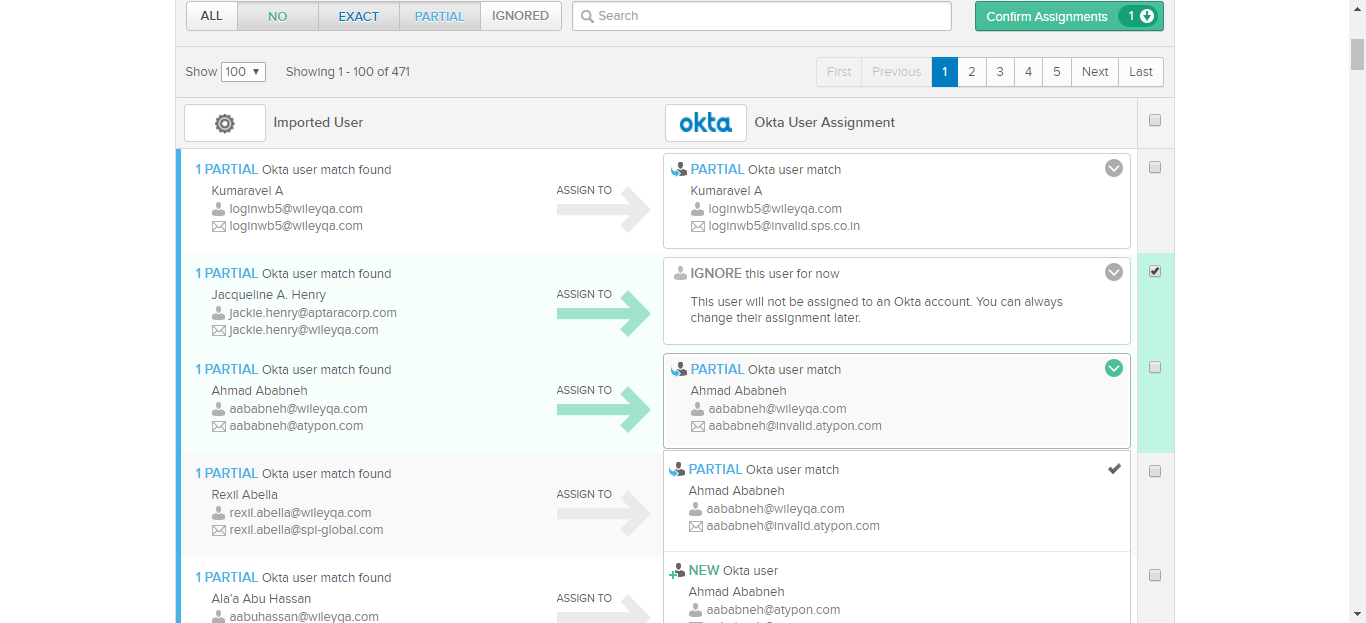 ALL NO EXACT PARTIAL IGNORED Search Confirm Assignments 1
Show 100 Showing 1 - 100 of 471 First Previous 1 2 3 4 5 Next Last
Imported User okta Okta User Assignment
1 PARTIAL Okta user match found
Kumaravel A
loginwb5@wileyqa.com
loginwb5@wileyqa.com
ASSIGN TO
PARTIAL Okta user match
Kumaravel A
loginwb5@wileyqa.com
loginwb5@invalid.sps.co.in
1 PARTIAL Okta user match found
Jacqueline A. Henry
jackie.henry@aptaracorp.com
jackie.henry@wileyqa.com
ASSIGN TO
IGNORE this user for now
This user will not be assigned to an Okta account. You can always
change their assignment later.
1 PARTIAL Okta user match found
Ahmad Ababneh
aababneh@wileyqa.com
aababneh@atypon.com
ASSIGN TO
PARTIAL Okta user match
Ahmad Ababneh
aababneh@wileyqa.com
aababneh@invalid.atypon.com
1 PARTIAL Okta user match found
Rexil Abella
rexil.abella@wileyqa.com
rexil.abella@spi-global.com
ASSIGN TO
PARTIAL Okta user match
Ahmad Ababneh
aababneh@wileyqa.com
aababneh@invalid.atypon.com
1 PARTIAL Okta user match found
Ala'a Abu Hassan
aabuhassan@wileyqa.com
ASSIGN TO
NEW Okta user
Ahmad Ababneh
aababneh@atypon.com